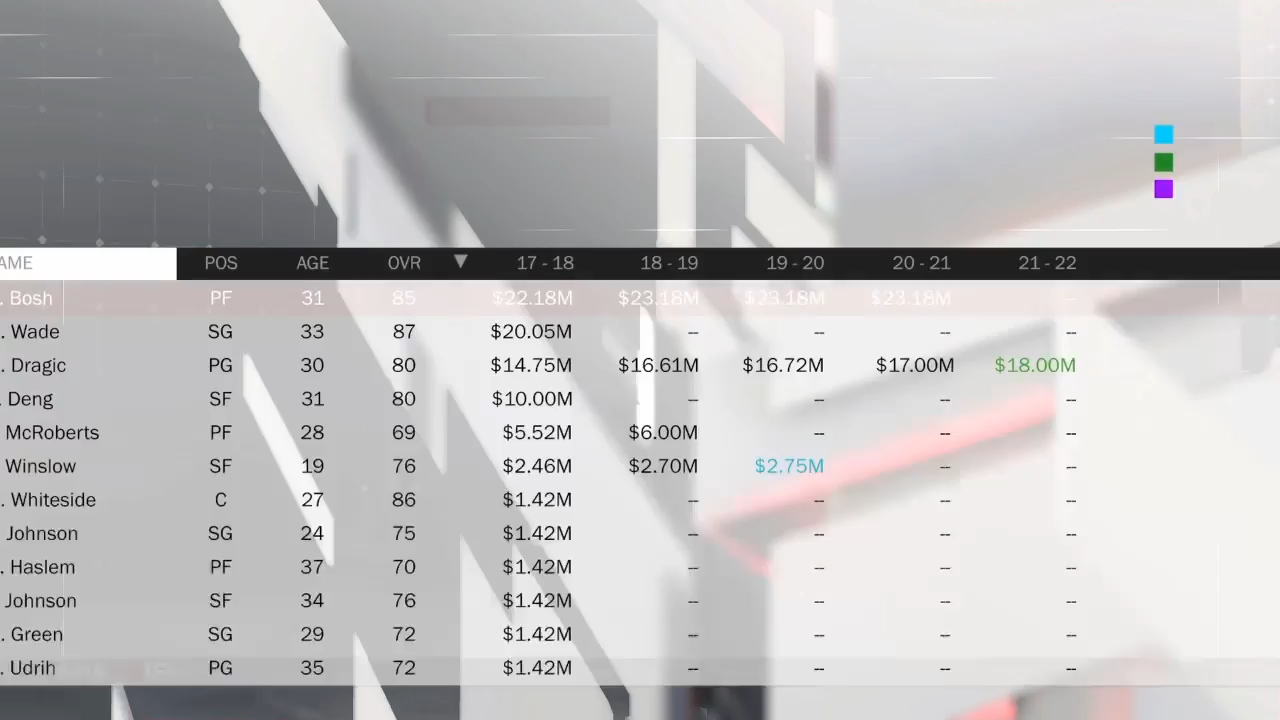 AME POS AGE OVR ▼ 17 - 18 18 - 19 19 - 20 20 - 21 21 - 22
. Bosh PF 31 85 $22.18M $23.18M $23.18M $23.18M --
. Wade SG 33 87 $20.05M -- -- -- --
. Dragic PG 30 80 $14.75M $16.61M $16.72M $17.00M $18.00M
. Deng SF 31 80 $10.00M -- -- -- --
McRoberts PF 28 69 $5.52M $6.00M -- -- --
Winslow SF 19 76 $2.46M $2.70M $2.75M -- --
. Whiteside C 27 86 $1.42M -- -- -- --
Johnson SG 24 75 $1.42M -- -- -- --
. Haslem PF 37 70 $1.42M -- -- -- --
. Johnson SF 34 76 $1.42M -- -- -- --
. Green SG 29 72 $1.42M -- -- -- --
. Udrih PG 35 72 $1.42M -- -- -- --